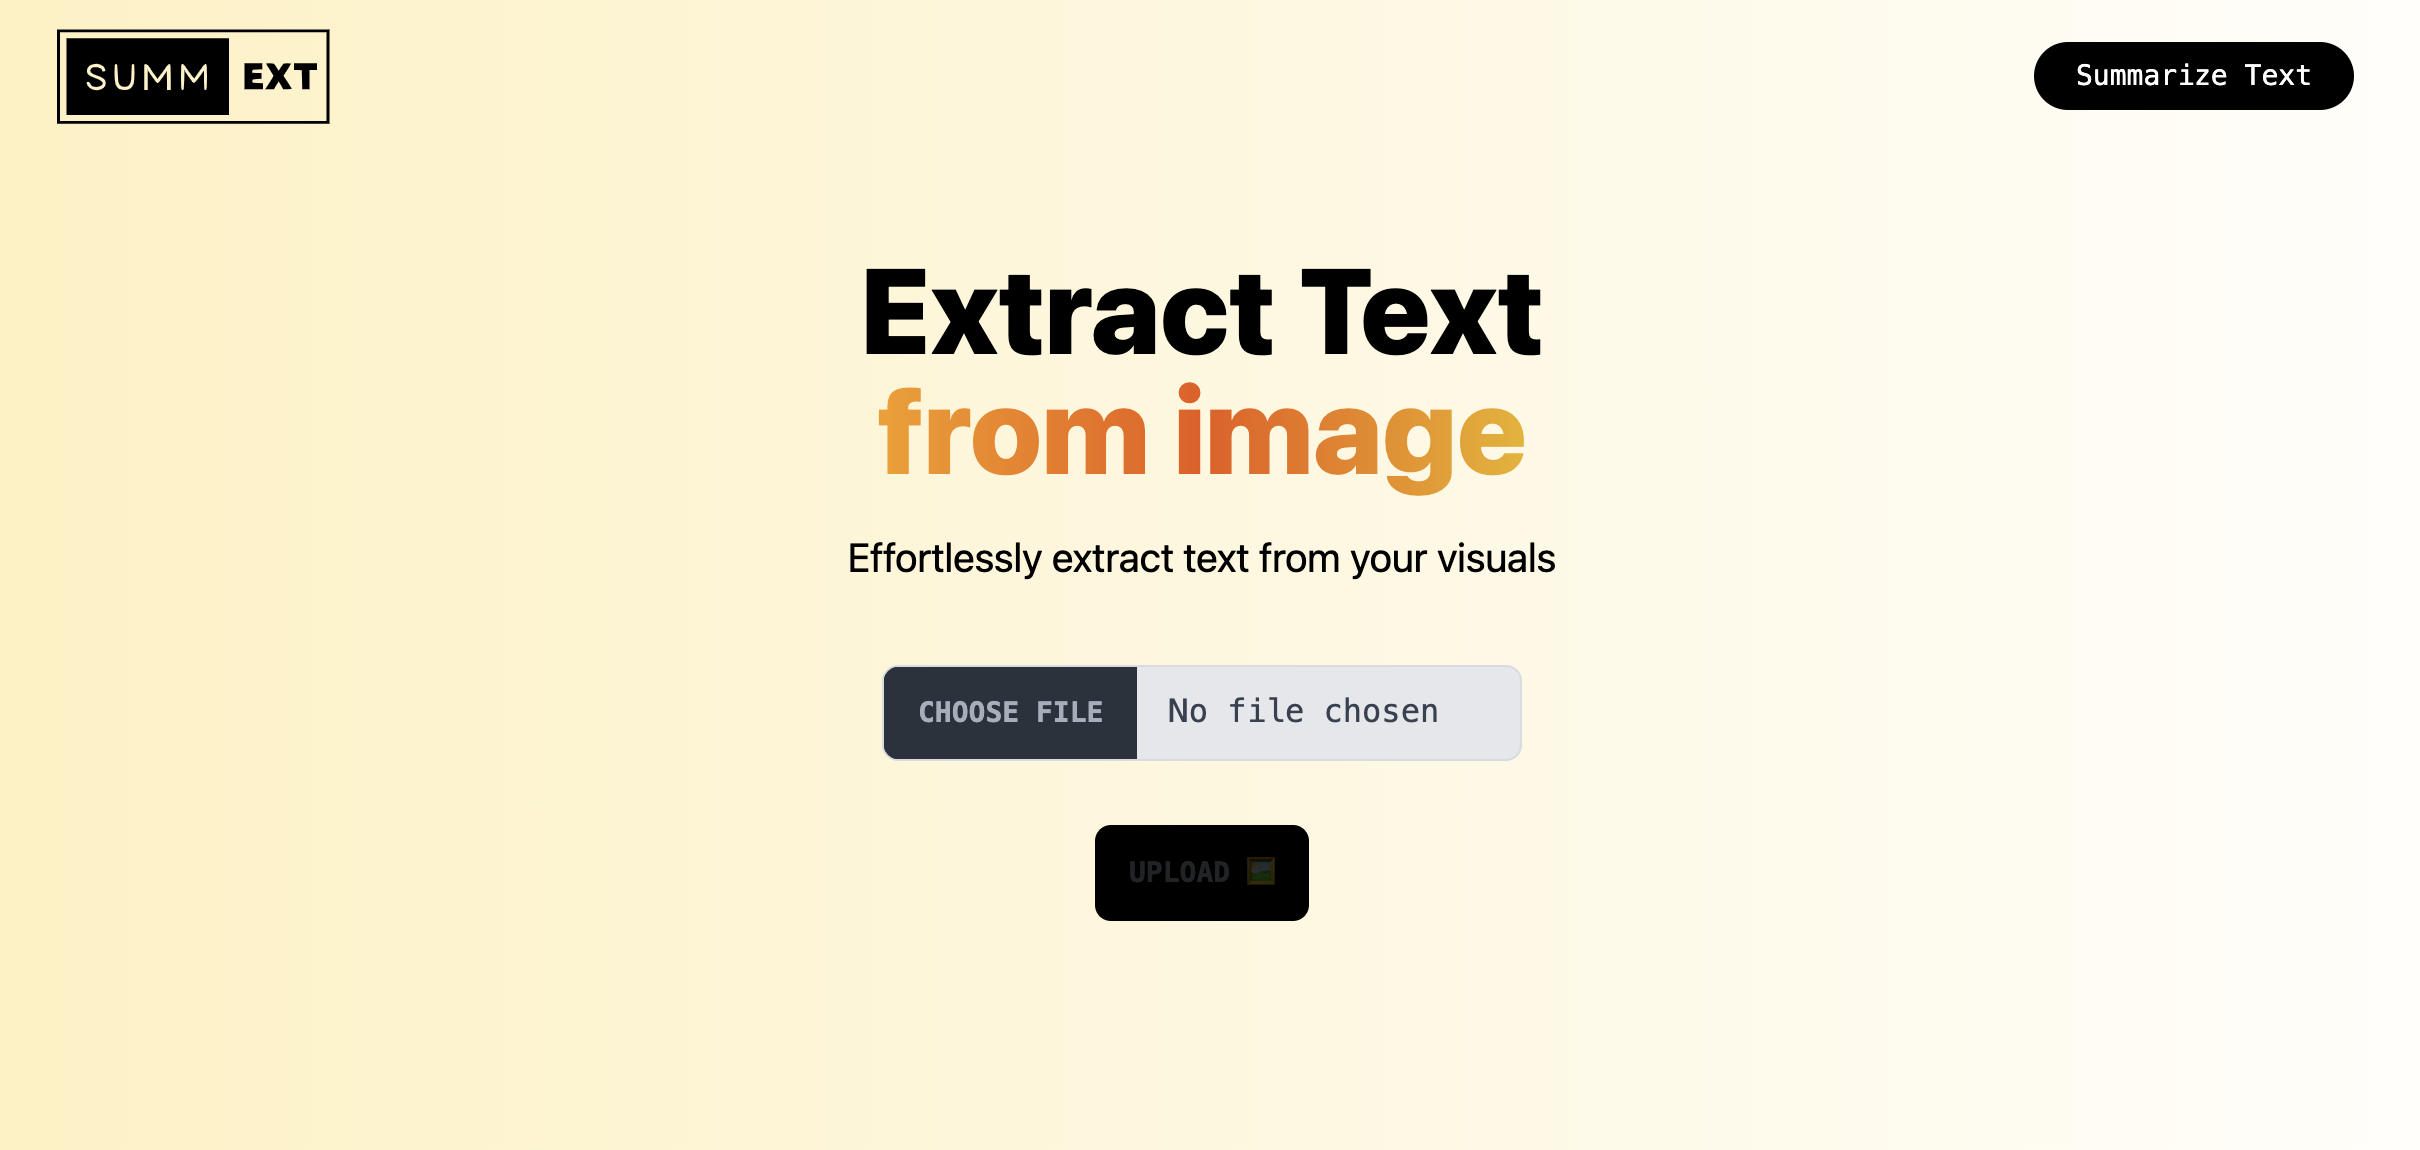 SUMM EXT
Summarize Text
Extract Text
from image
Effortlessly extract text from your visuals
CHOOSE FILE No file chosen
UPLOAD 🖼️